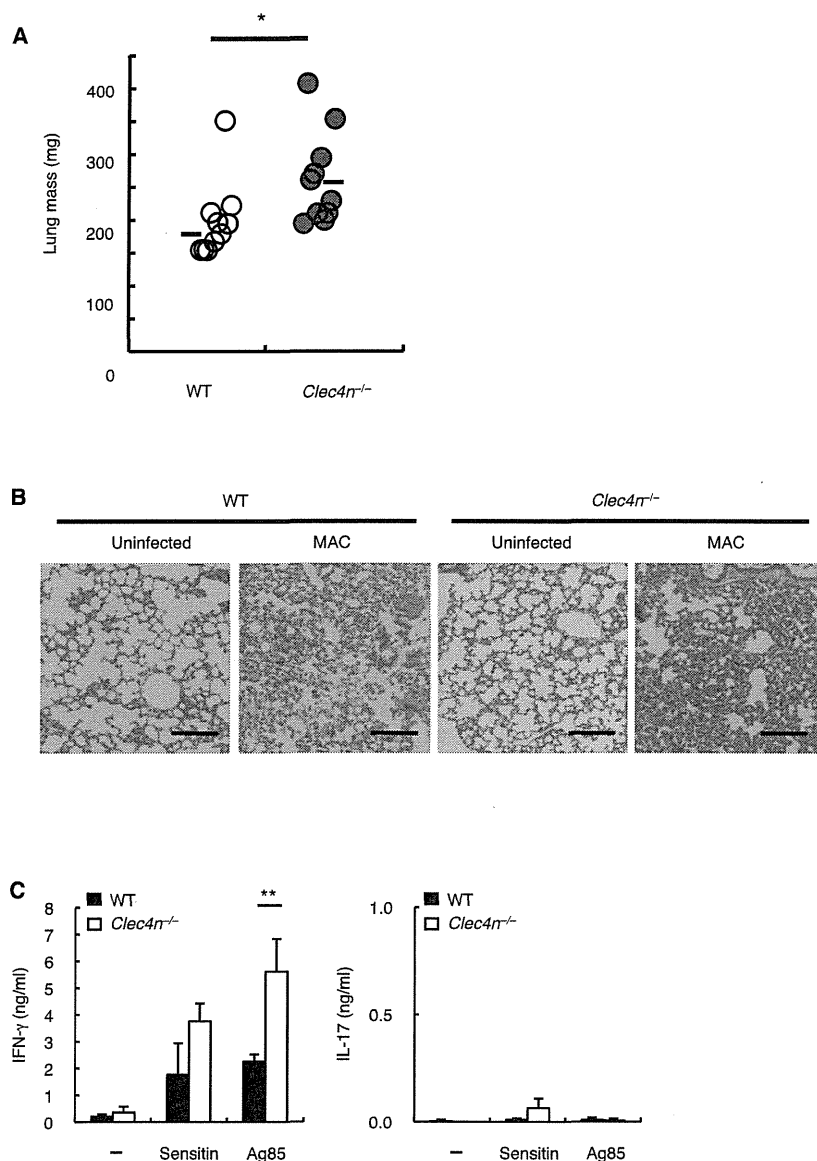 A
*
Lung mass (mg)
400
300
200
100
0
WT
Clec4n–/–
B
WT
Clec4n–/–
Uninfected
MAC
Uninfected
MAC
C
WT
Clec4n–/–
**
IFN-γ (ng/ml)
8
7
6
5
4
3
2
1
0
–
Sensitin
Ag85
WT
Clec4n–/–
IL-17 (ng/ml)
1.0
0.5
0.0
–
Sensitin
Ag85